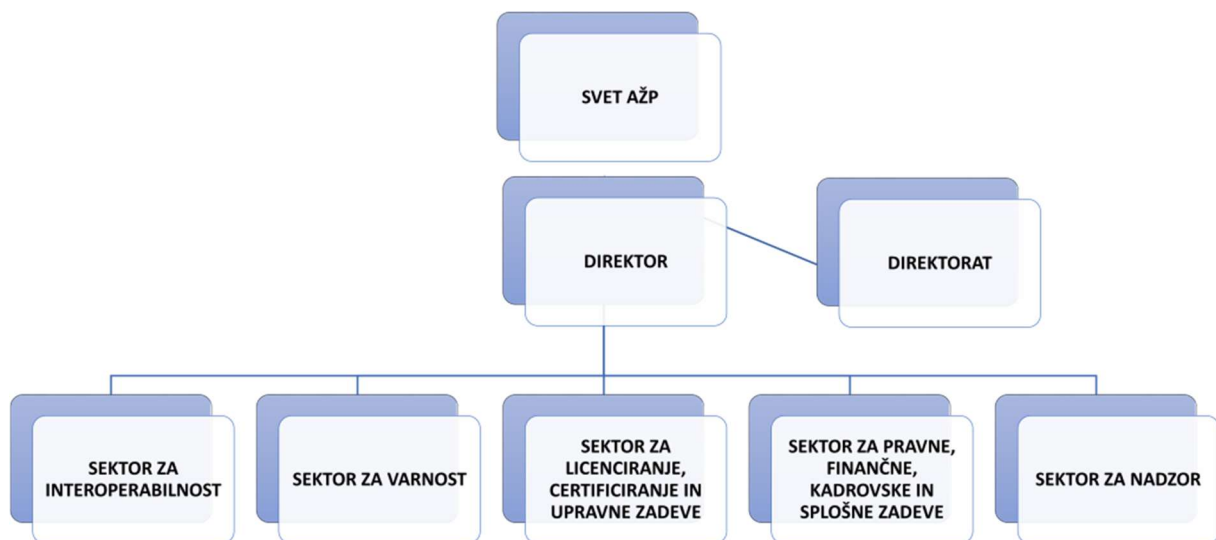 SVET AŽP
DIREKTOR
DIREKTORAT
SEKTOR ZA
INTEROPERABILNOST
SEKTOR ZA VARNOST
SEKTOR ZA
LICENCIRANJE,
CERTIFICIRANJE IN
UPRAVNE ZADEVE
SEKTOR ZA PRAVNE,
FINANČNE,
KADROVSKE IN
SPLOŠNE ZADEVE
SEKTOR ZA NADZOR